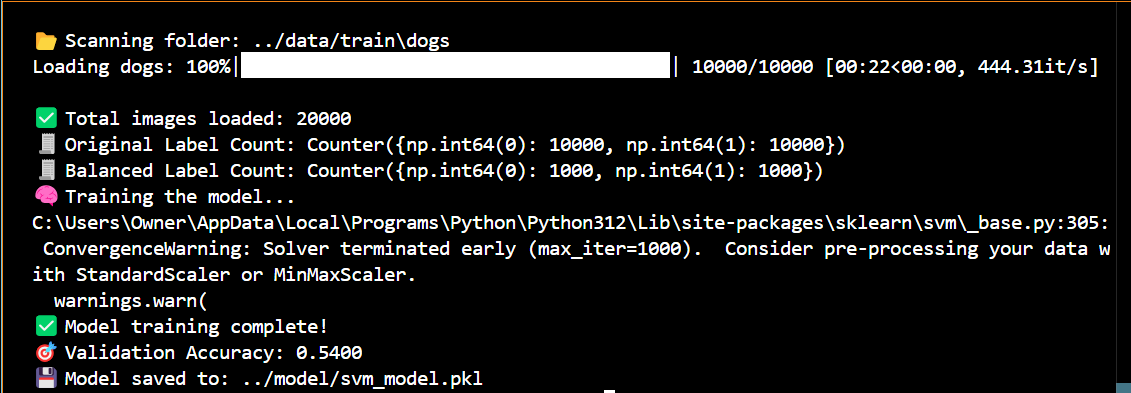 📂 Scanning folder: ../data/train\dogs
Loading dogs: 100%|██████████| 10000/10000 [00:22<00:00, 444.31it/s]
✅ Total images loaded: 20000
🧾 Original Label Count: Counter({np.int64(0): 10000, np.int64(1): 10000})
🧾 Balanced Label Count: Counter({np.int64(0): 1000, np.int64(1): 1000})
🧠 Training the model...
C:\Users\Owner\AppData\Local\Programs\Python\Python312\Lib\site-packages\sklearn\svm\_base.py:305:
 ConvergenceWarning: Solver terminated early (max_iter=1000).  Consider pre-processing your data w
ith StandardScaler or MinMaxScaler.
  warnings.warn(
✅ Model training complete!
🎯 Validation Accuracy: 0.5400
💾 Model saved to: ../model/svm_model.pkl